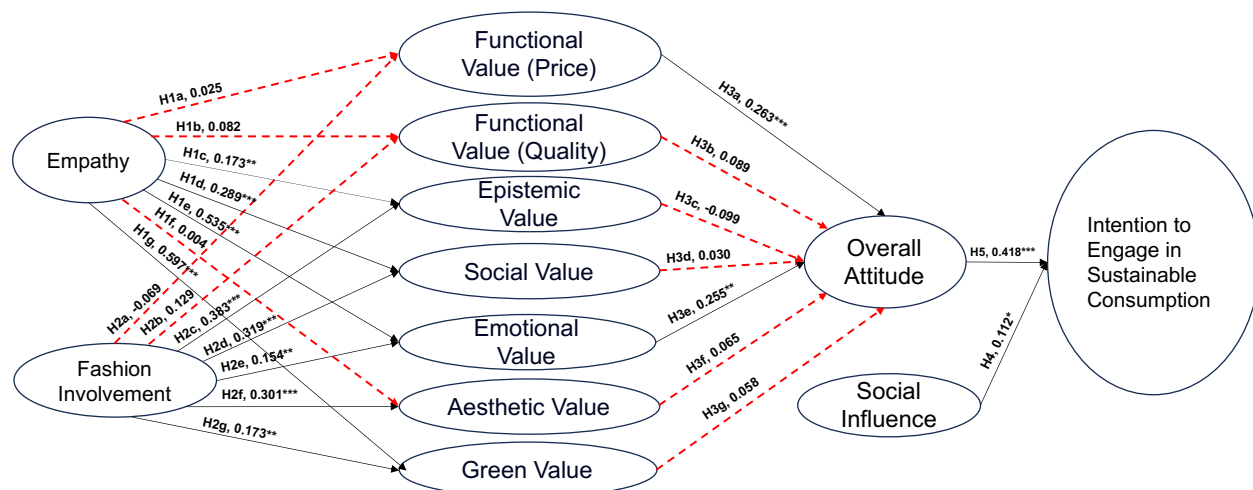 Functional
Value (Price)
H1a, 0.025
H3a, 0.263***
H1b, 0.082
Functional
Value (Quality)
Empathy
H1c, 0.173**
H3b, 0.089
H1d, 0.289***
Epistemic
Value
H1e, 0.535***
H3c, -0.099
H1f, 0.004
H1g, 0.597***
Social Value
H3d, 0.030
Overall
Attitude
H5, 0.418***
Intention to
Engage in
Sustainable
Consumption
H2a, -0.069
H2b, 0.129
H2c, 0.383***
H2d, 0.319***
H2e, 0.154**
Emotional
Value
H3e, 0.255**
Fashion
Involvement
H2f, 0.301***
H3f, 0.065
H4, 0.112*
Aesthetic Value
H3g, 0.058
Social
Influence
H2g, 0.173**
Green Value